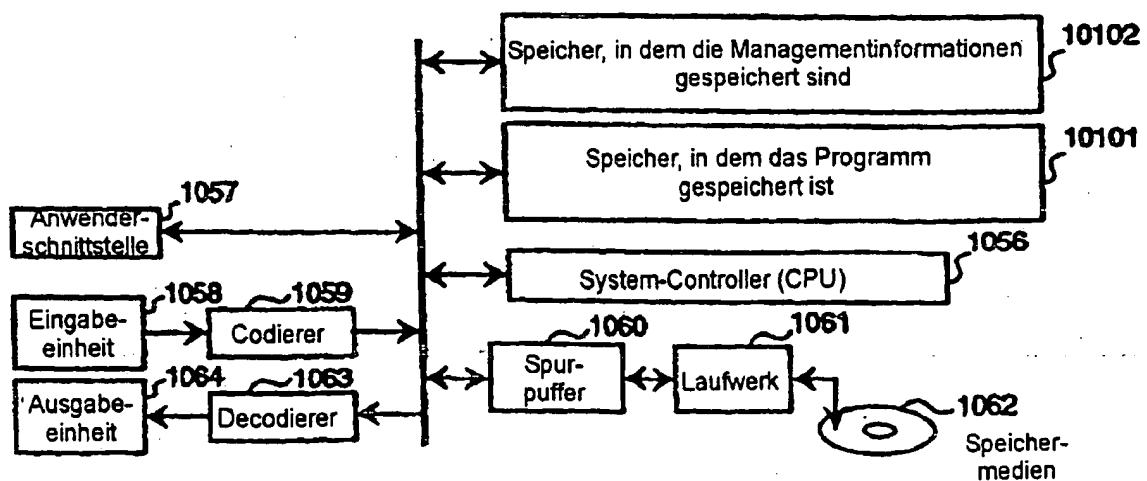 Speicher, in dem die Managementinformationen
gespeichert sind
10102
Speicher, in dem das Programm
gespeichert ist
10101
Anwender-
schnittstelle
1057
System-Controller (CPU)
1056
Eingabe-
einheit
1058
Codierer
1059
Spur-
puffer
1060
Laufwerk
1061
Ausgabe-
einheit
1064
Decodierer
1063
1062
Speicher-
medien